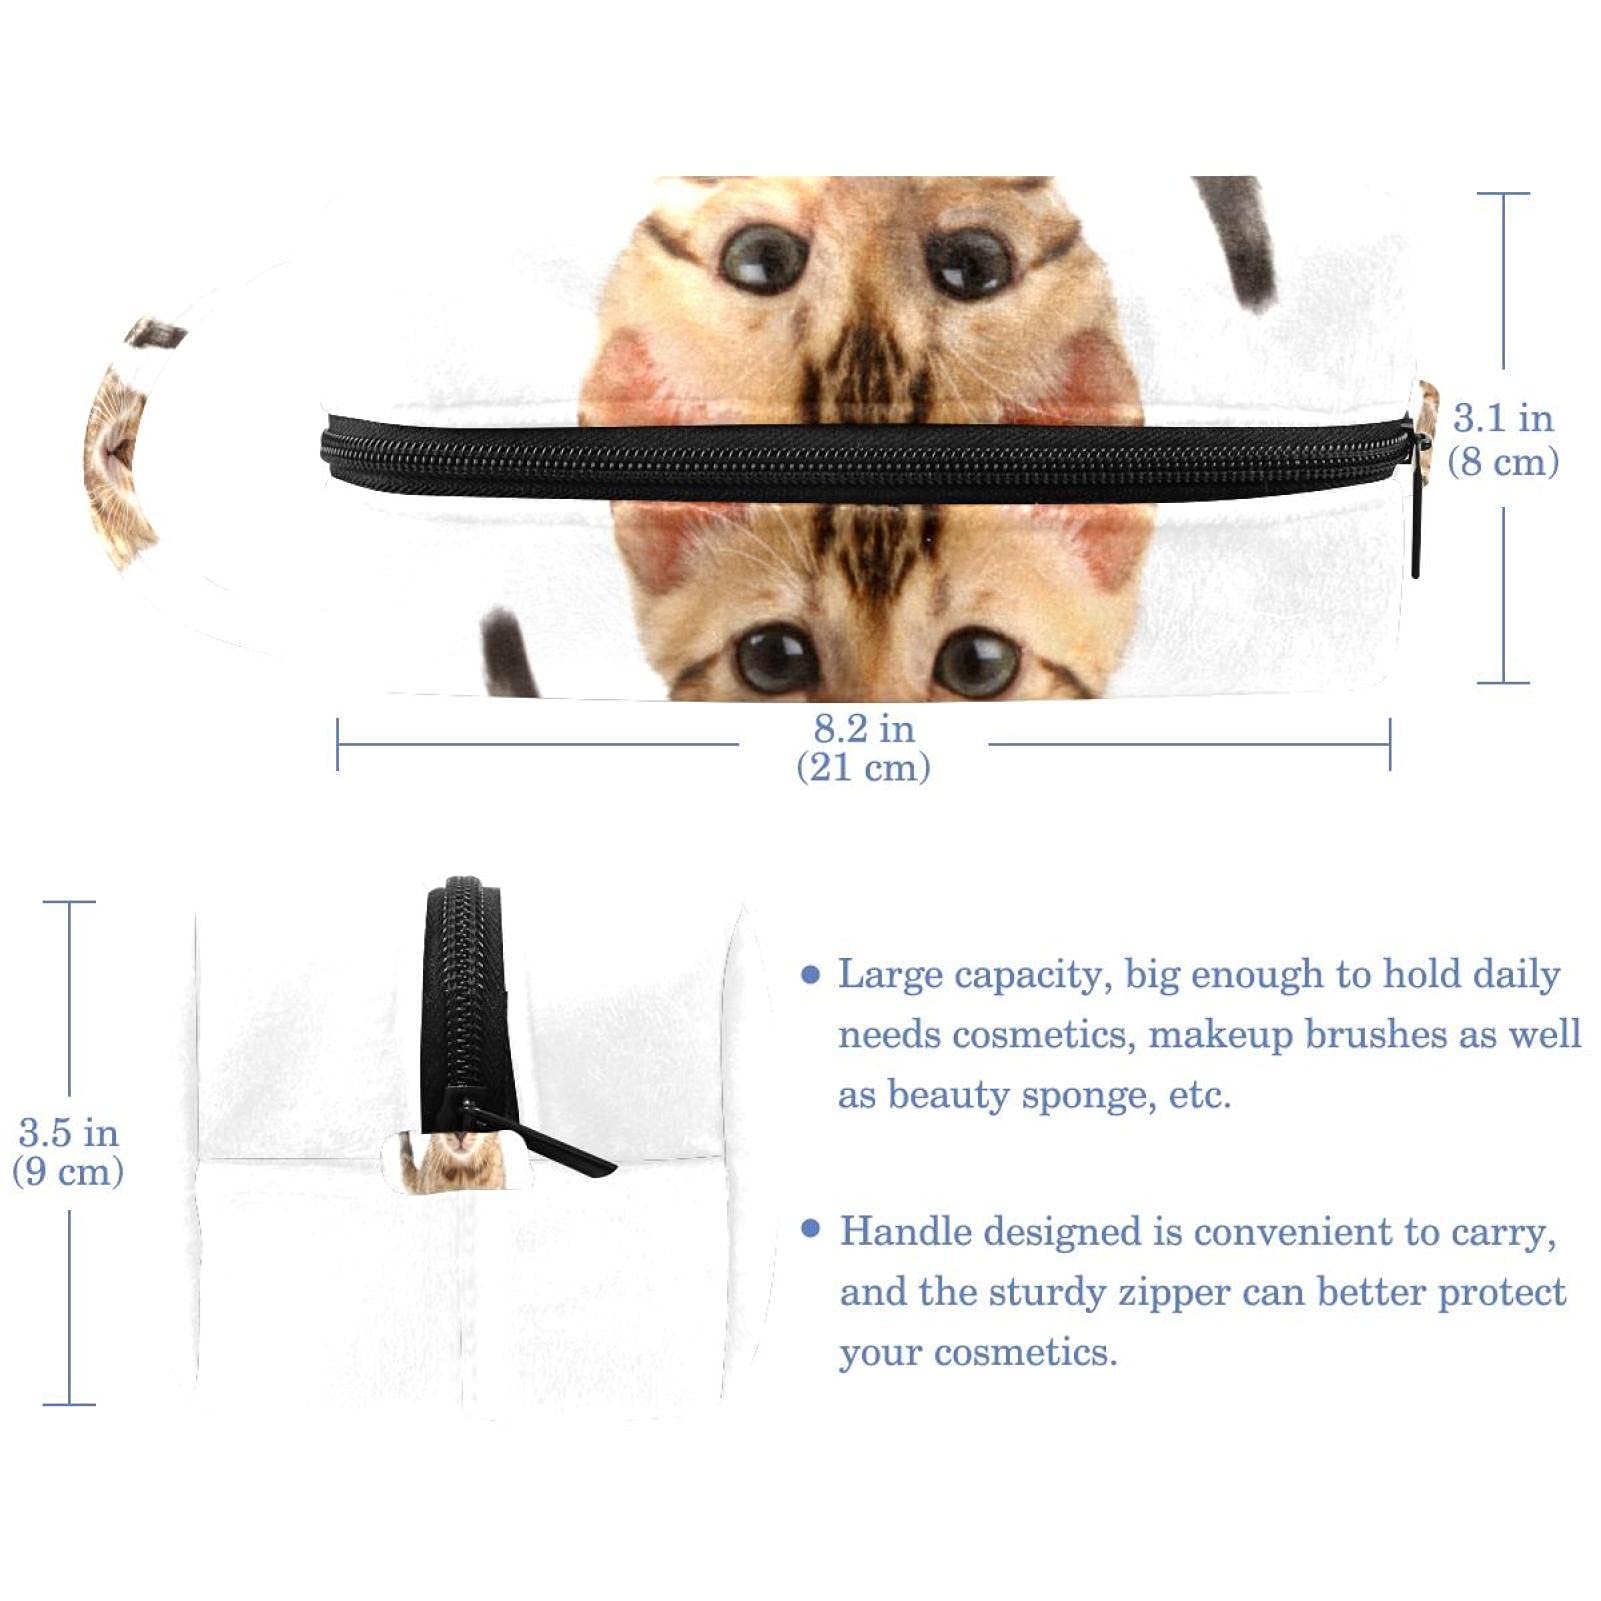 3.1 in
(8 cm)
8.2 in
(21 cm)
3.5 in
(9 cm)
• Large capacity, big enough to hold daily
needs cosmetics, makeup brushes as well
as beauty sponge, etc.
• Handle designed is convenient to carry,
and the sturdy zipper can better protect
your cosmetics.